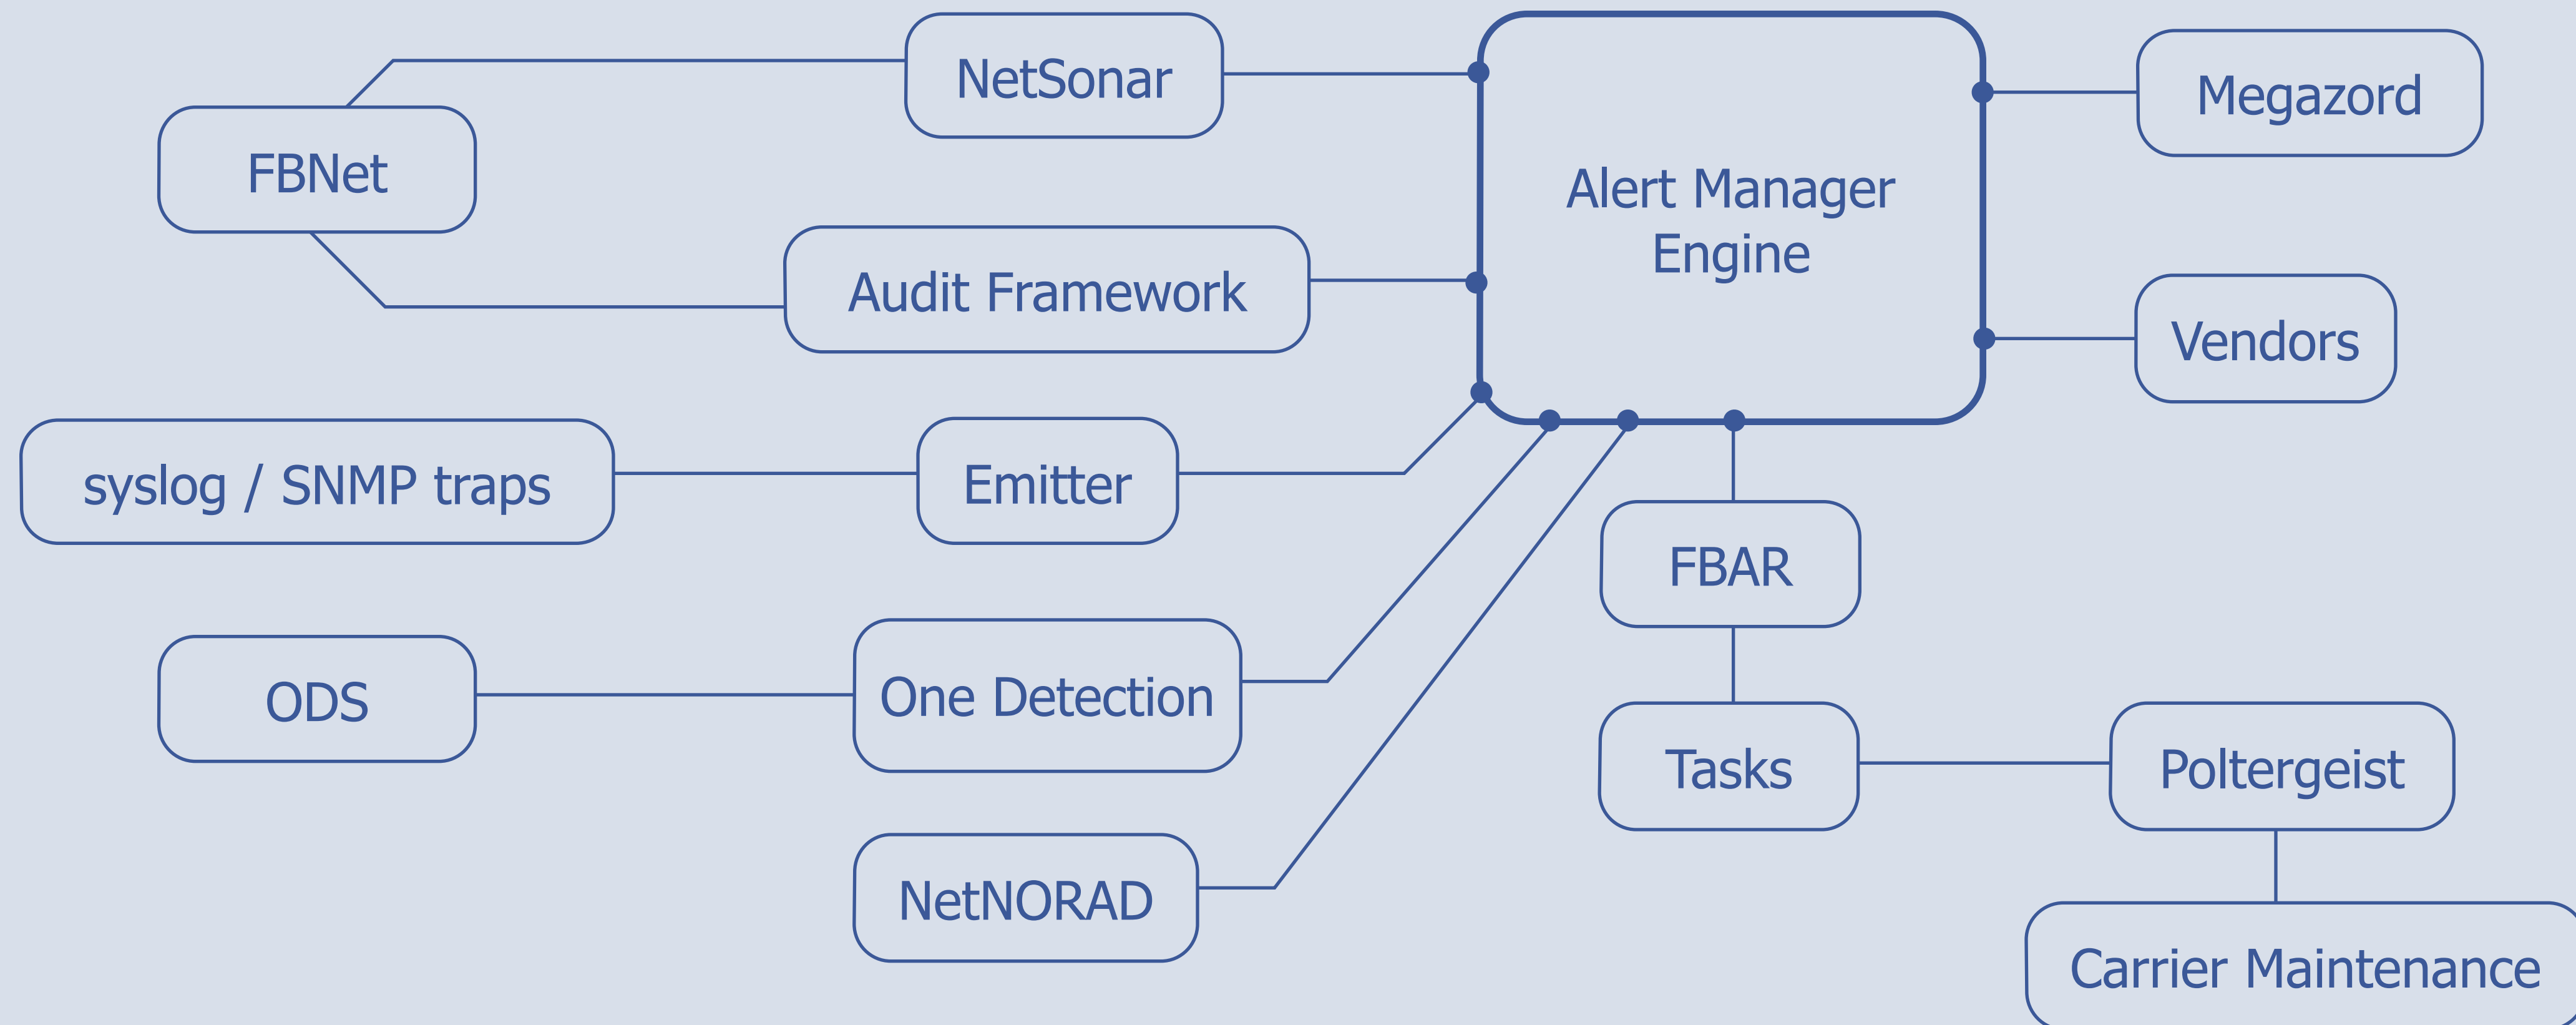 NetSonar
Megazord
FBNet
Alert Manager
Engine
Audit Framework
Vendors
syslog / SNMP traps
Emitter
FBAR
ODS
One Detection
Tasks
Poltergeist
NetNORAD
Carrier Maintenance